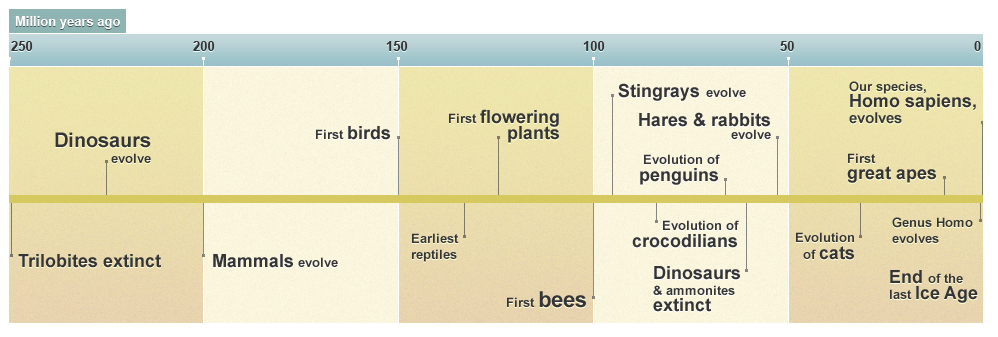 Million years ago
250 200 150 100 50 0
Dinosaurs
evolve
First birds
First flowering
plants
Stingrays evolve
Hares & rabbits
evolve
Evolution of
penguins
Our species,
Homo sapiens,
evolves
First
great apes
Trilobites extinct
Mammals evolve
Earliest
reptiles
First bees
Evolution of
crocodilians
Dinosaurs
& ammonites
extinct
Evolution
of cats
Genus Homo
evolves
End of the
last Ice Age